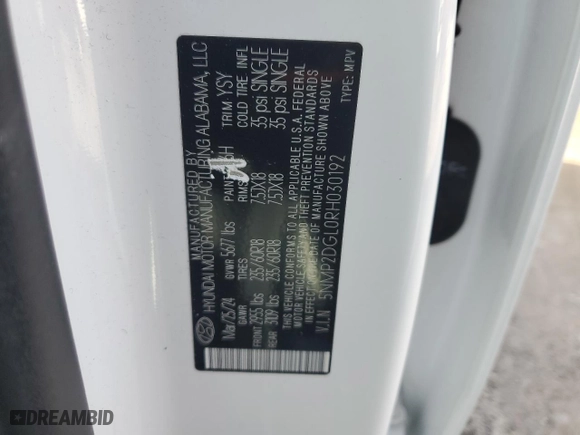 MANUFACTURED BY
HYUNDAI MOTOR MANUFACTURING ALABAMA, LLC
Mar/15/24 GVWR 5677 lbs PAINT TRIM YSY
GAWR TIRES RIMS COLD TIRE INFL
FRONT 2955 lbs 235/60R18 7.5JX18 35 psi SINGLE
REAR 3109 lbs 235/60R18 7.5JX18 35 psi SINGLE
THIS VEHICLE CONFORMS TO ALL APPLICABLE U.S.A. FEDERAL
MOTOR VEHICLE SAFETY AND THEFT PREVENTION STANDARDS
IN EFFECT ON THE DATE OF MANUFACTURE SHOWN ABOVE
V.I.N 5NMP2DGL0RH030192 TYPE: MPV
DREAMBID